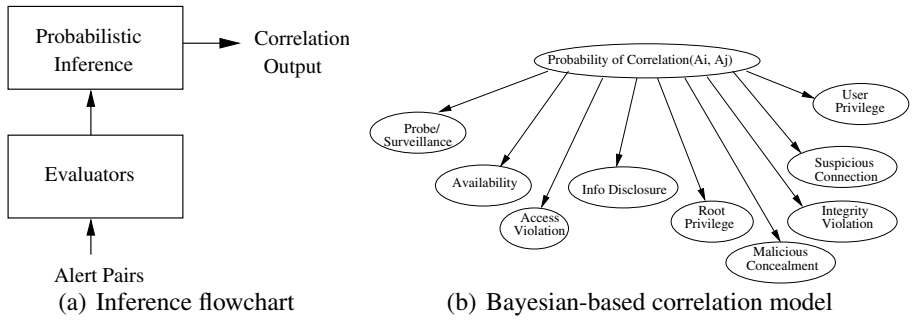 Probabilistic
Inference
Correlation
Output
Evaluators
Alert Pairs
(a) Inference flowchart
Probability of Correlation(Ai, Aj)
Probe/
Surveillance
Availability
Access
Violation
Info Disclosure
Root
Privilege
Malicious
Concealment
Integrity
Violation
Suspicious
Connection
User
Privilege
(b) Bayesian-based correlation model